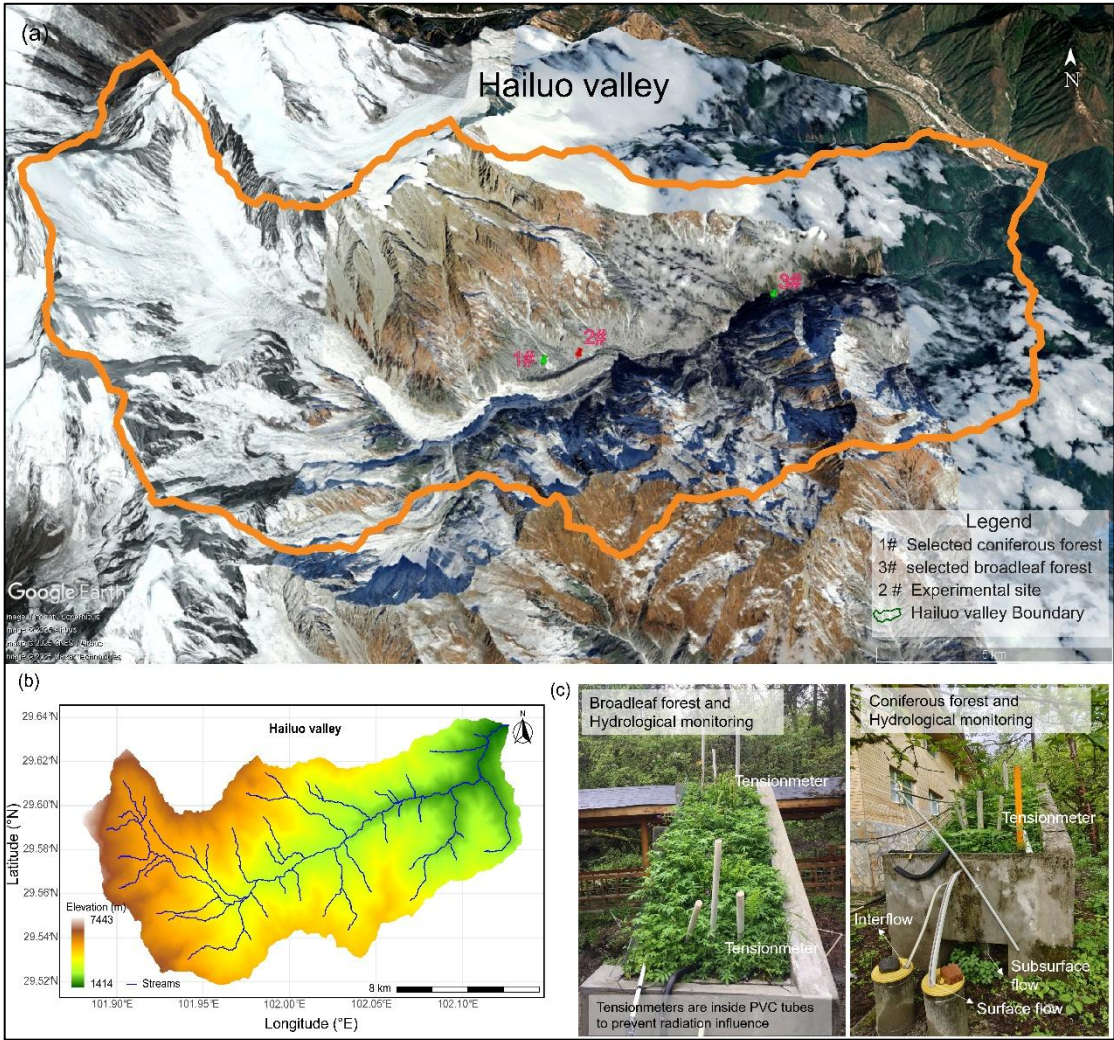 (a)
Hailuo valley
N
1#
2#
3#
Legend
1# Selected coniferous forest
3# selected broadleaf forest
2 # Experimental site
Hailuo valley Boundary
5 km
Google Earth
(b)
Hailuo valley
N
29.64°N
29.62°N
29.60°N
29.58°N
29.56°N
29.54°N
29.52°N
Latitude (°N)
Elevation (m)
7443
1414
Streams
8 km
101.90°E
101.95°E
102.00°E
102.05°E
102.10°E
Longitude (°E)
(c)
Broadleaf forest and
Hydrological monitoring
Tensionmeter
Tensionmeter
Tensionmeters are inside PVC tubes
to prevent radiation influence
Coniferous forest and
Hydrological monitoring
Tensionmeter
Interflow
Subsurface
flow
Surface flow